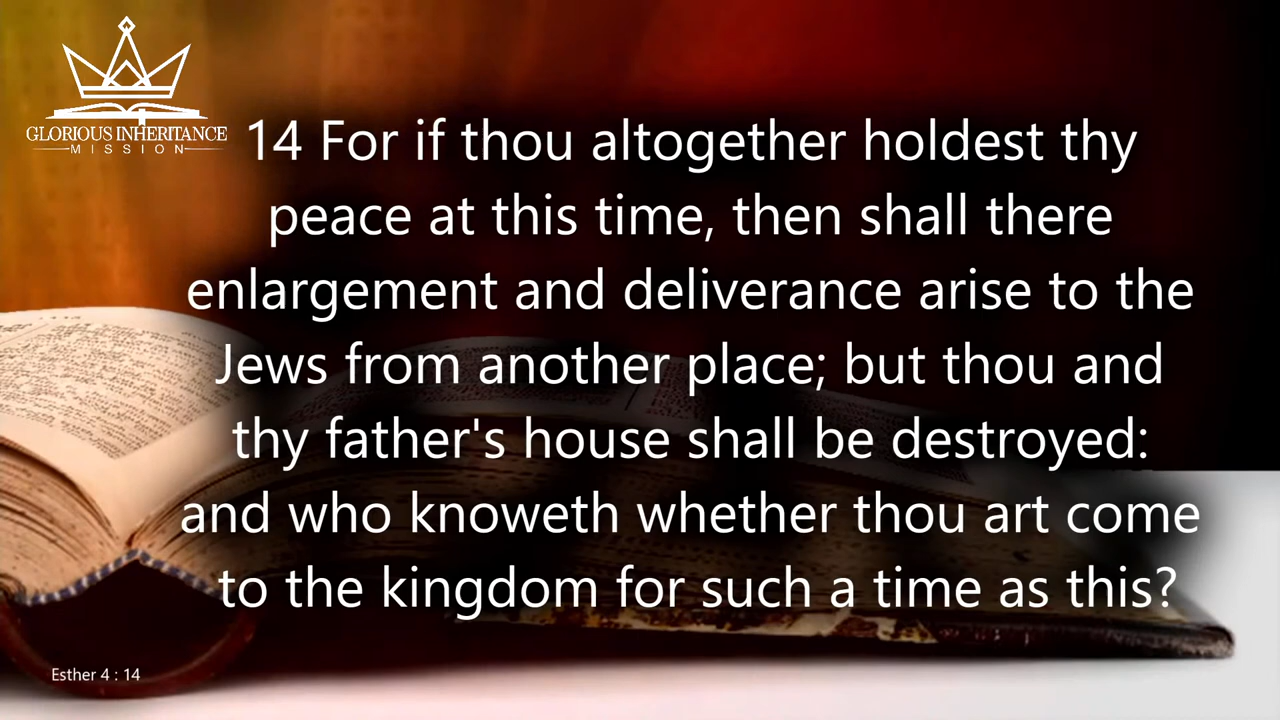 GLORIOUS INHERITANCE
MISSION
14 For if thou altogether holdest thy
peace at this time, then shall there
enlargement and deliverance arise to the
Jews from another place; but thou and
thy father's house shall be destroyed:
and who knoweth whether thou art come
to the kingdom for such a time as this?
Esther 4 : 14